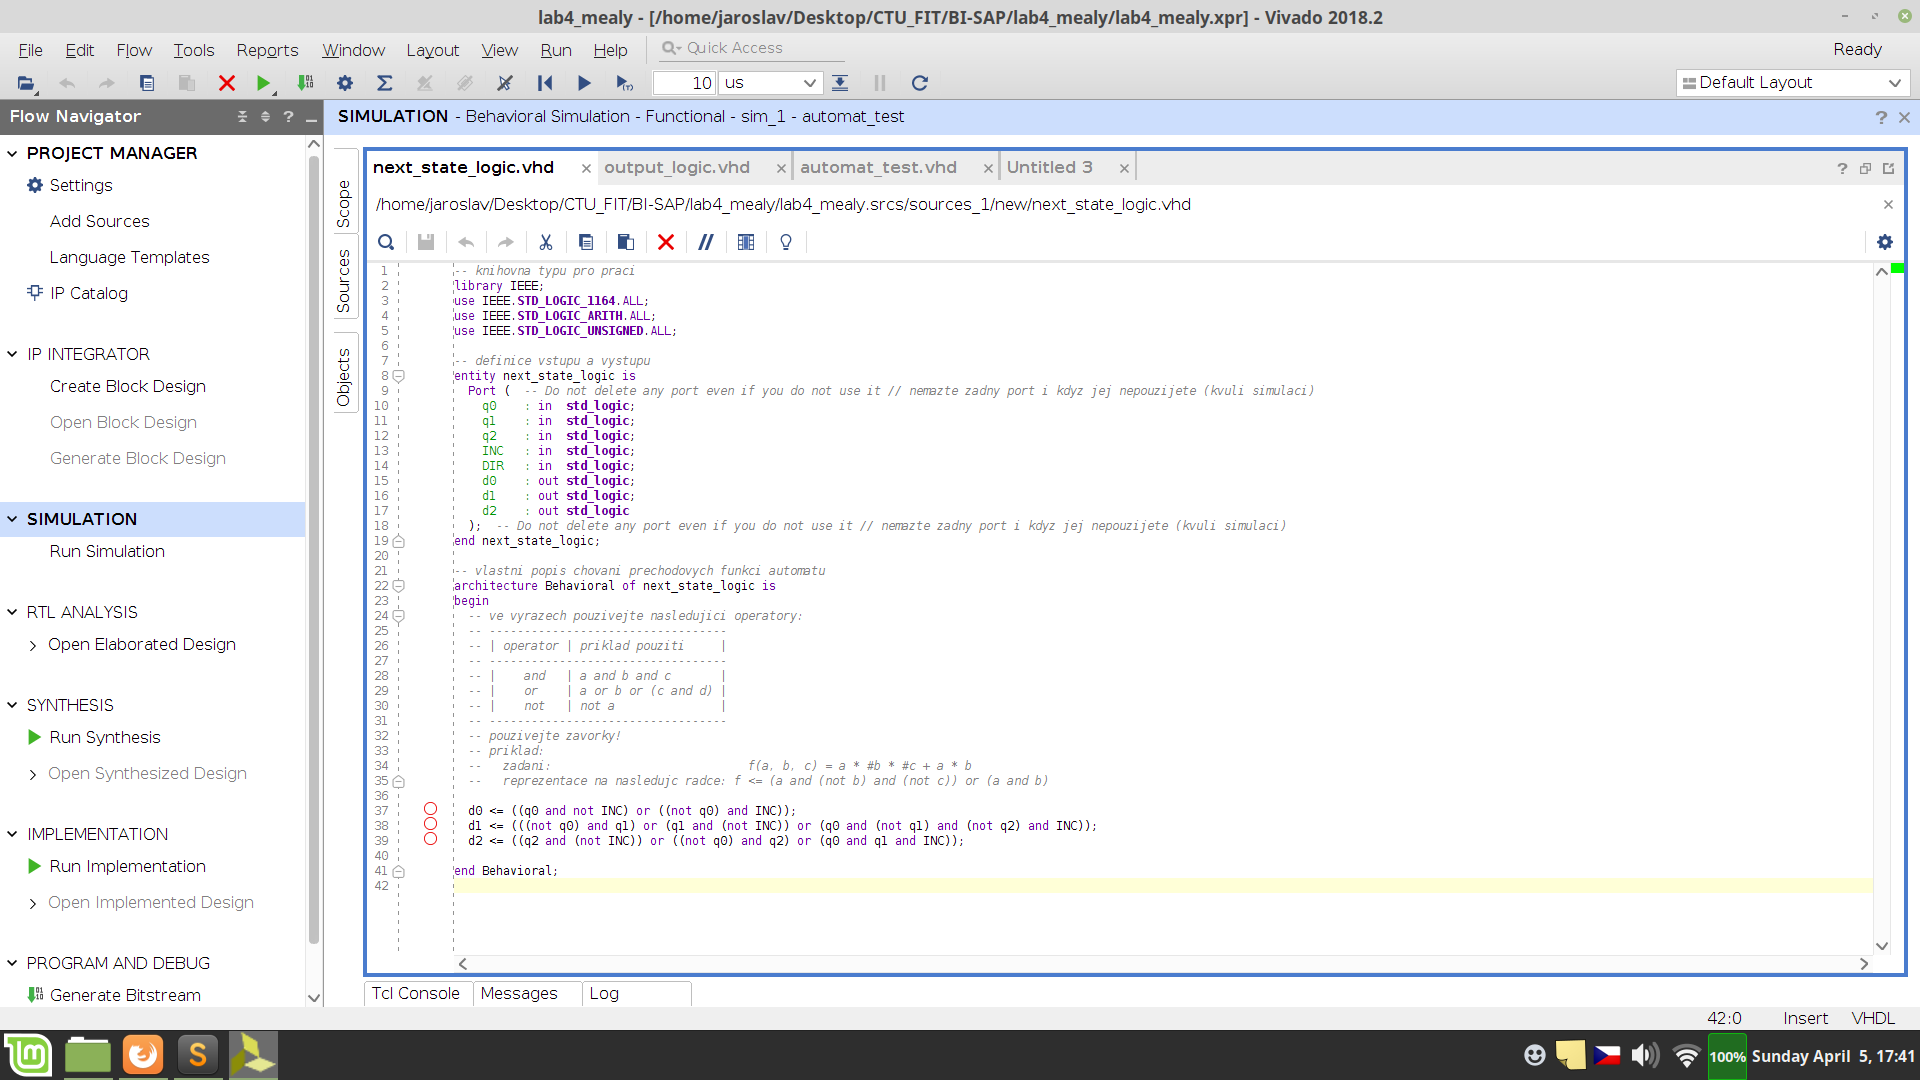 lab4_mealy - [/home/jaroslav/Desktop/CTU_FIT/BI-SAP/lab4_mealy/lab4_mealy.xpr] - Vivado 2018.2
File Edit Flow Tools Reports Window Layout View Run Help Quick Access Ready
10 us Default Layout
Flow Navigator
SIMULATION - Behavioral Simulation - Functional - sim_1 - automat_test
PROJECT MANAGER
Settings
Add Sources
Language Templates
IP Catalog
IP INTEGRATOR
Create Block Design
Open Block Design
Generate Block Design
SIMULATION
Run Simulation
RTL ANALYSIS
Open Elaborated Design
SYNTHESIS
Run Synthesis
Open Synthesized Design
IMPLEMENTATION
Run Implementation
Open Implemented Design
PROGRAM AND DEBUG
Generate Bitstream
Scope
Sources
Objects
next_state_logic.vhd output_logic.vhd automat_test.vhd Untitled 3
/home/jaroslav/Desktop/CTU_FIT/BI-SAP/lab4_mealy/lab4_mealy.srcs/sources_1/new/next_state_logic.vhd
1 -- knihovna typu pro praci
2 library IEEE;
3 use IEEE.STD_LOGIC_1164.ALL;
4 use IEEE.STD_LOGIC_ARITH.ALL;
5 use IEEE.STD_LOGIC_UNSIGNED.ALL;
6
7 -- definice vstupu a vystupu
8 entity next_state_logic is
9 Port ( -- Do not delete any port even if you do not use it // nemazte zadny port i kdyz jej nepouzijete (kvuli simulaci)
10 q0 : in std_logic;
11 q1 : in std_logic;
12 q2 : in std_logic;
13 INC : in std_logic;
14 DIR : in std_logic;
15 d0 : out std_logic;
16 d1 : out std_logic;
17 d2 : out std_logic
18 ); -- Do not delete any port even if you do not use it // nemazte zadny port i kdyz jej nepouzijete (kvuli simulaci)
19 end next_state_logic;
20
21 -- vlastni popis chovani prechodovych funkci automatu
22 architecture Behavioral of next_state_logic is
23 begin
24 -- ve vyrazech pouzivejte nasledujici operatory:
25 -- ----------------------------------
26 -- | operator | priklad pouziti |
27 -- ----------------------------------
28 -- | and | a and b and c |
29 -- | or | a or b or (c and d) |
30 -- | not | not a |
31 -- ----------------------------------
32 -- pouzivejte zavorky!
33 -- priklad:
34 -- zadani: f(a, b, c) = a * #b * #c + a * b
35 -- reprezentace na nasledujc radce: f <= (a and (not b) and (not c)) or (a and b)
36
37 d0 <= ((q0 and not INC) or ((not q0) and INC));
38 d1 <= (((not q0) and q1) or (q1 and (not INC)) or (q0 and (not q1) and (not q2) and INC));
39 d2 <= ((q2 and (not INC)) or ((not q0) and q2) or (q0 and q1 and INC));
40
41 end Behavioral;
42
Tcl Console Messages Log
42:0 Insert VHDL
100% Sunday April 5, 17:41